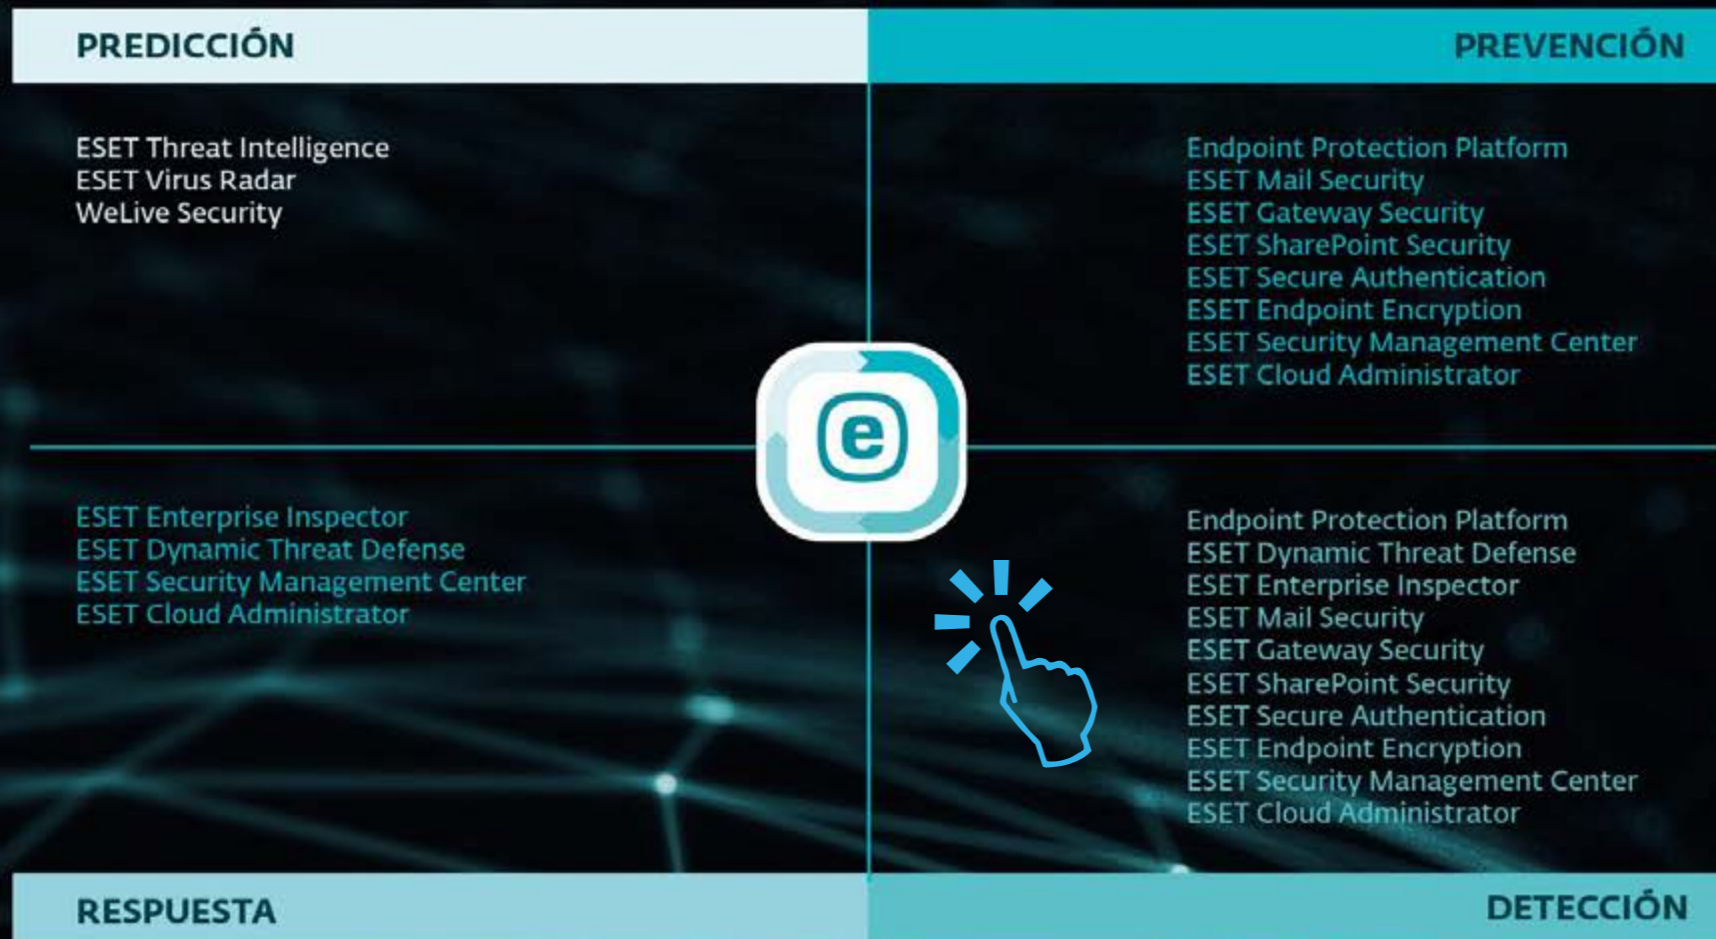 PREDICCIÓN
ESET Threat Intelligence
ESET Virus Radar
WeLive Security
PREVENCIÓN
Endpoint Protection Platform
ESET Mail Security
ESET Gateway Security
ESET SharePoint Security
ESET Secure Authentication
ESET Endpoint Encryption
ESET Security Management Center
ESET Cloud Administrator
e
ESET Enterprise Inspector
ESET Dynamic Threat Defense
ESET Security Management Center
ESET Cloud Administrator
RESPUESTA
Endpoint Protection Platform
ESET Dynamic Threat Defense
ESET Enterprise Inspector
ESET Mail Security
ESET Gateway Security
ESET SharePoint Security
ESET Secure Authentication
ESET Endpoint Encryption
ESET Security Management Center
ESET Cloud Administrator
DETECCIÓN